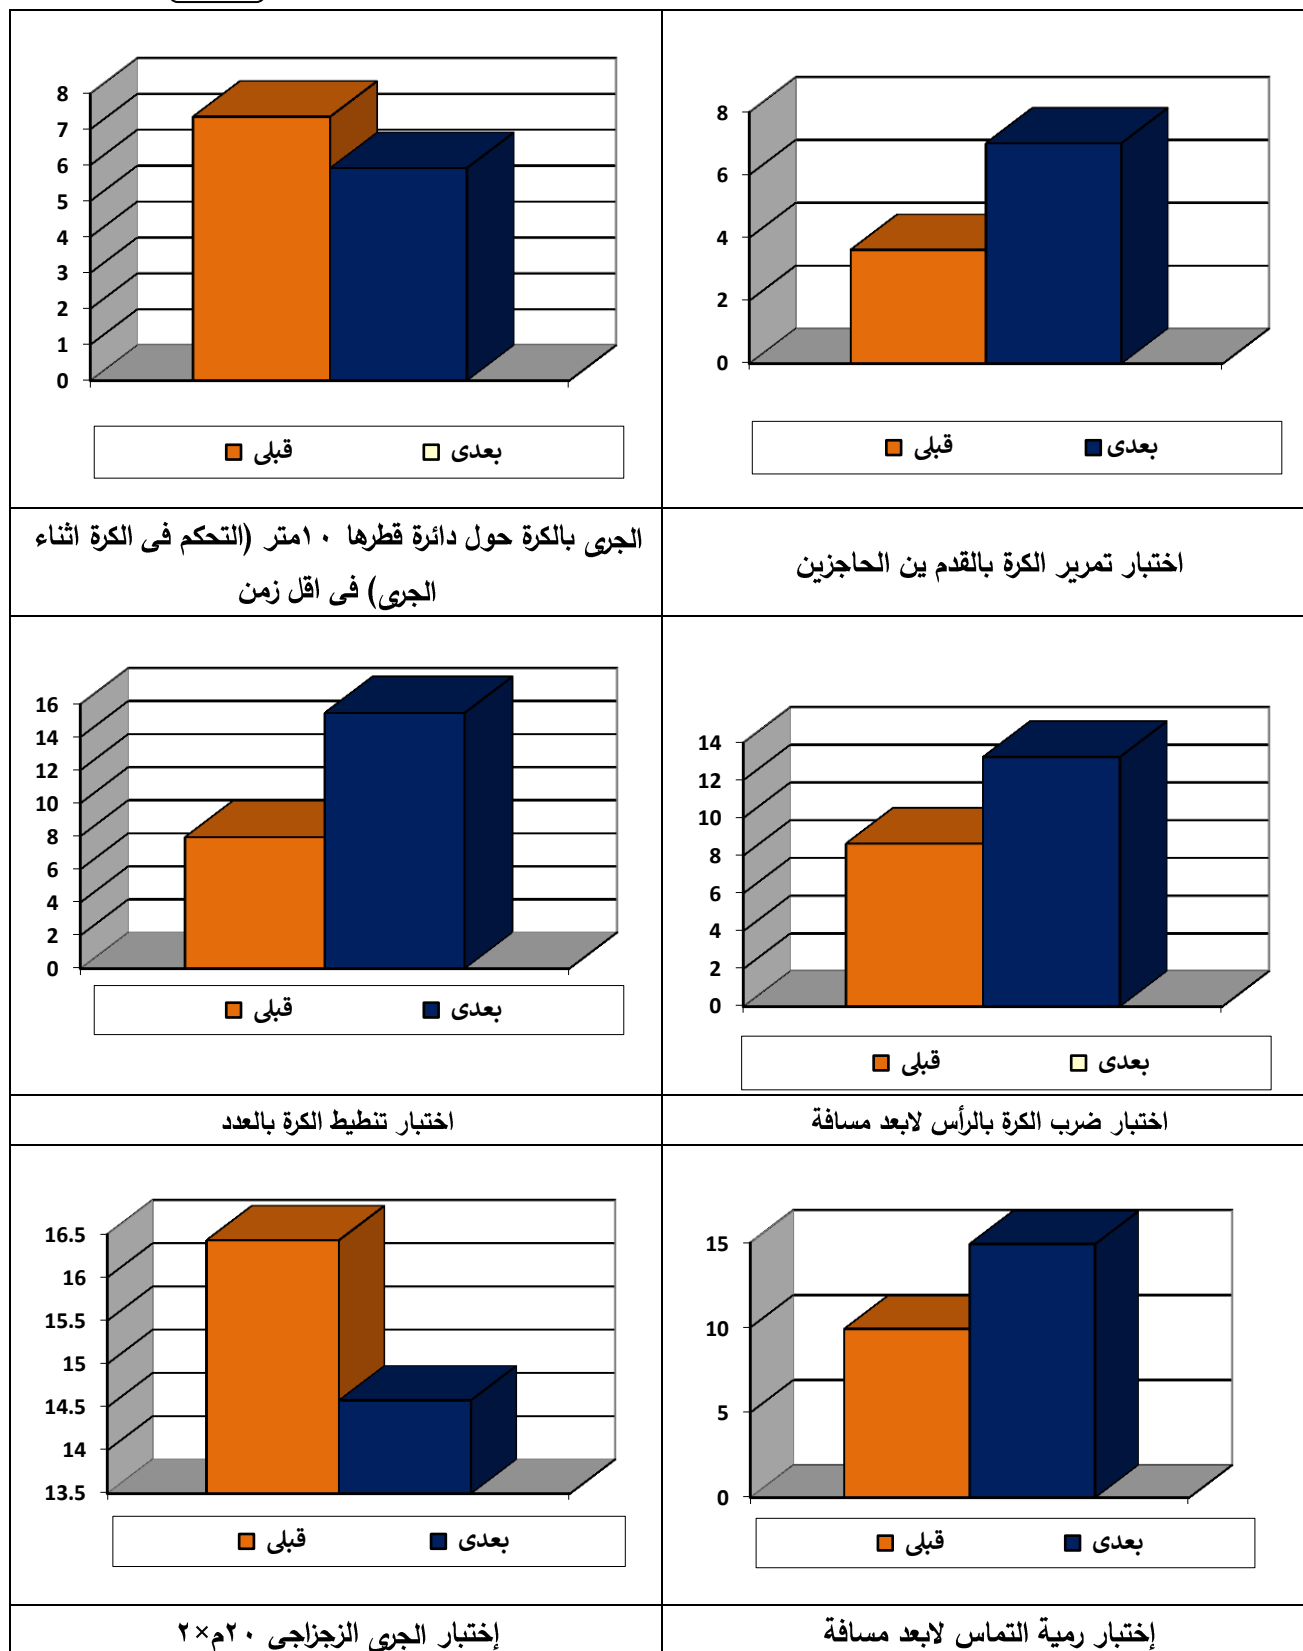 8
6
4
2
0
قبلى
بعدى
اختبار تمرير الكرة بالقدم ين الحاجزين
8
7
6
5
4
3
2
1
0
قبلى
بعدى
الجرى بالكرة حول دائرة قطرها ١٠متر (التحكم فى الكرة اثناء
الجرى) فى اقل زمن
14
12
10
8
6
4
2
0
قبلى
بعدى
اختبار ضرب الكرة بالرأس لابعد مسافة
16
14
12
10
8
6
4
2
0
قبلى
بعدى
اختبار تنطيط الكرة بالعدد
15
10
5
0
قبلى
بعدى
إختبار رمية التماس لابعد مسافة
16.5
16
15.5
15
14.5
14
13.5
قبلى
بعدى
إختبار الجرى الزجزاجى ٢٠م×٢